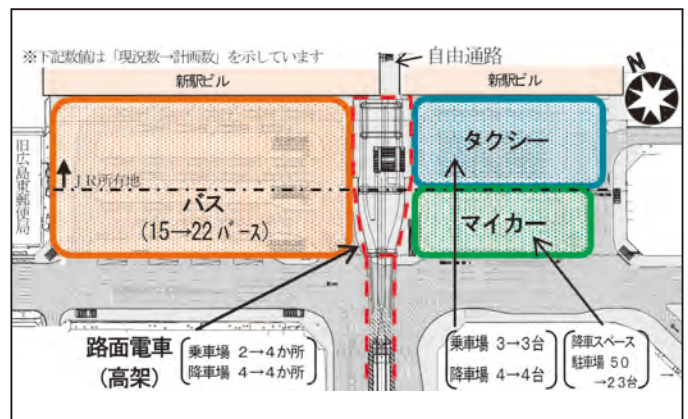 ※下記数値は「現況数→計画数」を示しています
自由通路
新駅ビル
新駅ビル
N
タクシー
旧広島東郵便局
JR所有地
バス
(15→22 バース)
マイカー
路面電車
(高架)
乗車場 2→4か所
降車場 4→4か所
乗車場 3→3台
降車場 4→4台
降車スペース
駐車場 50
→23台